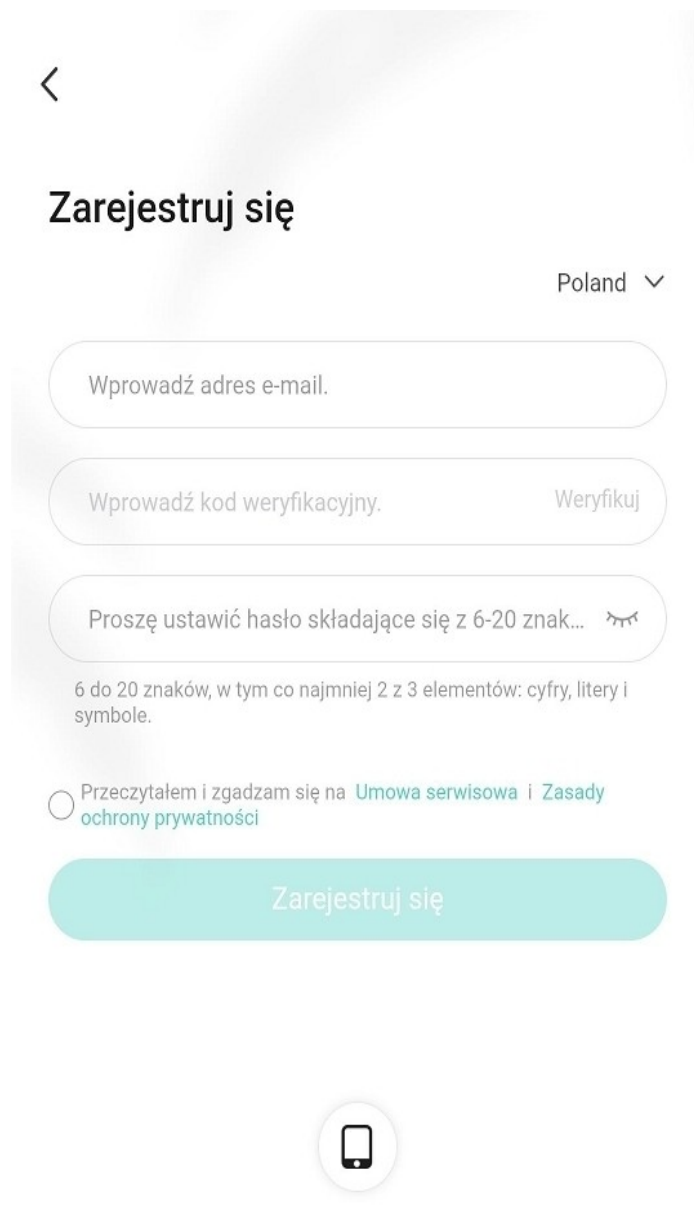 Zarejestruj się
Poland
Wprowadź adres e-mail.
Wprowadź kod weryfikacyjny. Weryfikuj
Proszę ustawić hasło składające się z 6-20 znak...
6 do 20 znaków, w tym co najmniej 2 z 3 elementów: cyfry, litery i
symbole.
Przeczytałem i zgadzam się na Umowa serwisowa i Zasady
ochrony prywatności
Zarejestruj się